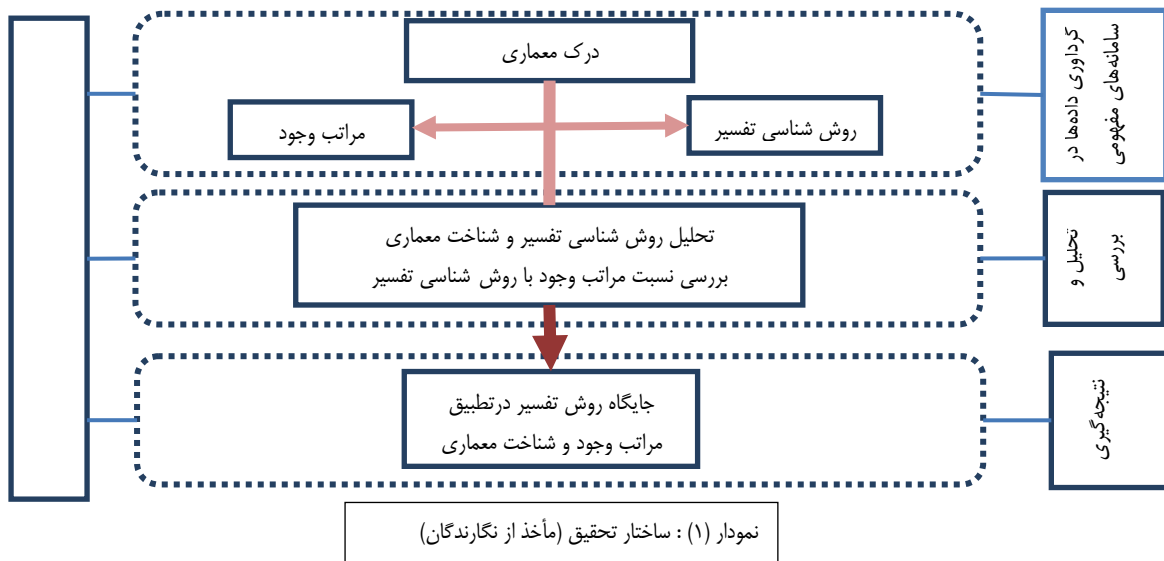 درک معماری
روش شناسی تفسیر
مراتب وجود
گرداوری داده‌ها در
سامانه‌های مفهومی
تحلیل روش شناسی تفسیر و شناخت معماری
بررسی نسبت مراتب وجود با روش شناسی تفسیر
تحلیل و
بررسی
جایگاه روش تفسیر درتطبیق
مراتب وجود و شناخت معماری
نتیجه‌گیری
نمودار (۱) : ساختار تحقیق (مأخذ از نگارندگان)